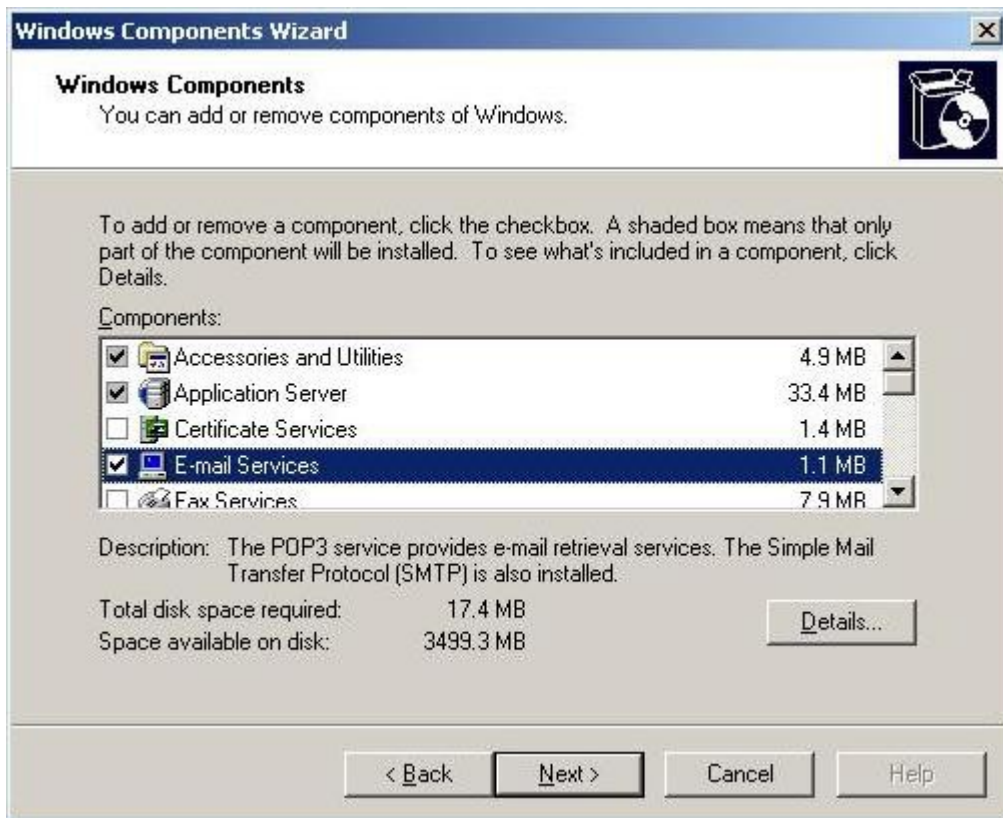 Windows Components Wizard
Windows Components
You can add or remove components of Windows.
To add or remove a component, click the checkbox. A shaded box means that only
part of the component will be installed. To see what's included in a component, click
Details.
Components:
Accessories and Utilities 4.9 MB
Application Server 33.4 MB
Certificate Services 1.4 MB
E-mail Services 1.1 MB
Fax Services 7.9 MB
Description: The POP3 service provides e-mail retrieval services. The Simple Mail
Transfer Protocol (SMTP) is also installed.
Total disk space required: 17.4 MB
Space available on disk: 3499.3 MB
Details...
< Back Next > Cancel Help